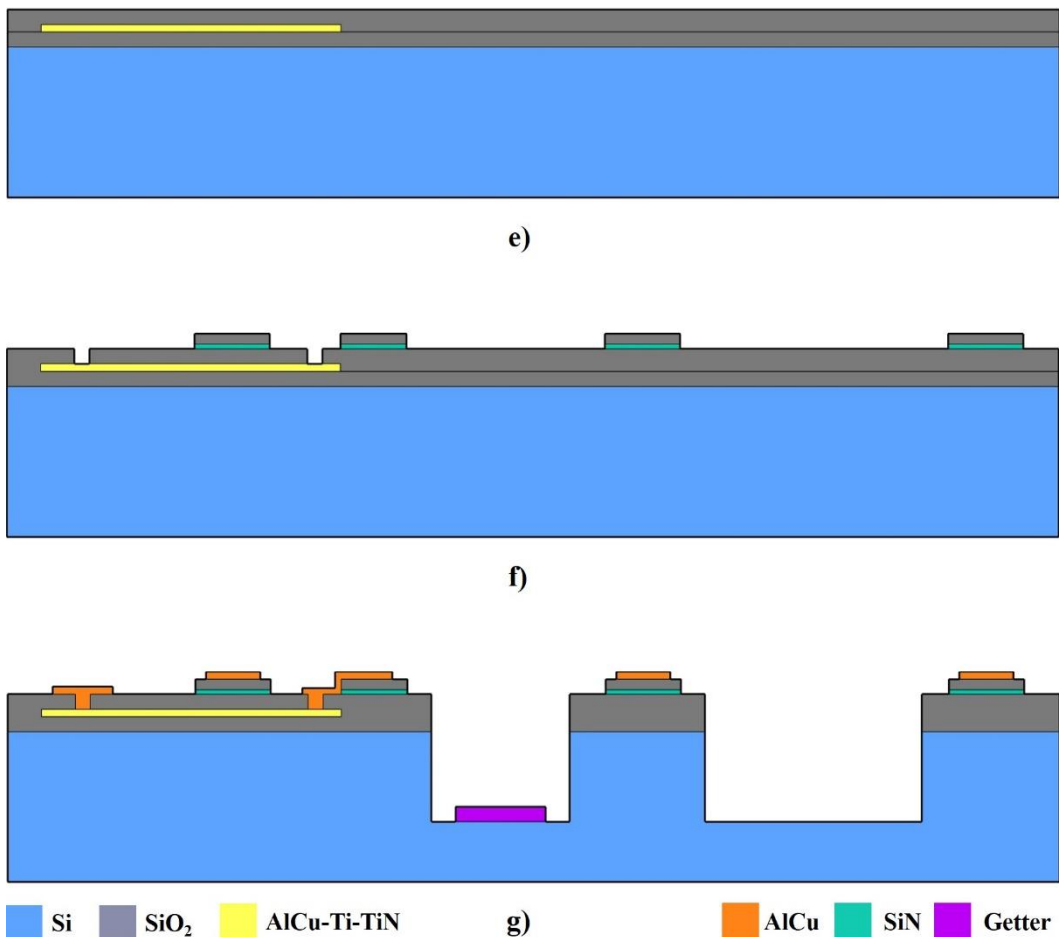 e)
f)
g)
Si SiO₂ AlCu-Ti-TiN AlCu SiN Getter